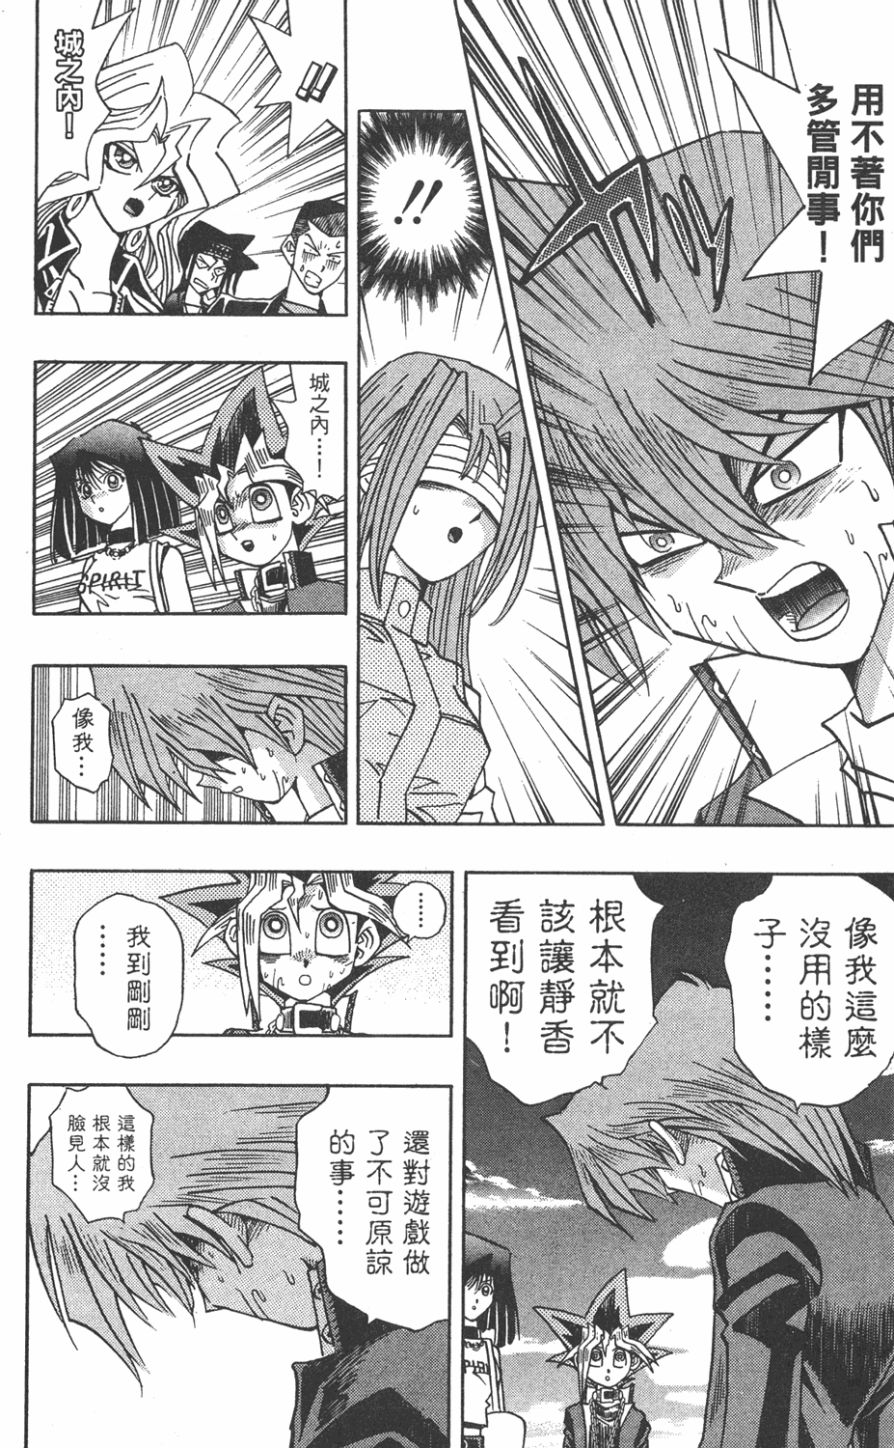 用不著你們
多管閒事！
!!
!!
城之內！
城之內…！
SPIRIT
像我…
像我這麼
沒用的樣
子……
根本就不
該讓靜香
看到啊！
……
我到剛剛
……
還對遊戲做
了不可原諒
的事……
這樣的我
根本就沒
臉見人…